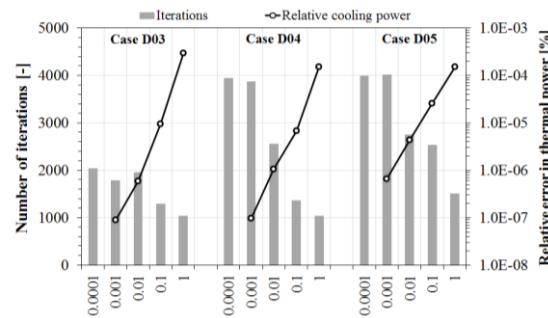 Itrations
Relative cooling power
Case D03
Case D04
Case D05
Number of iterations [-]
5000
4000
3000
2000
1000
0
1.0E-03
1.0E-04
1.0E-05
1.0E-06
1.0E-07
1.0E-08
Relative error in thermal power [%]
0.0001
0.001
0.01
0.1
1
0.0001
0.001
0.01
0.1
1
0.0001
0.001
0.01
0.1
1